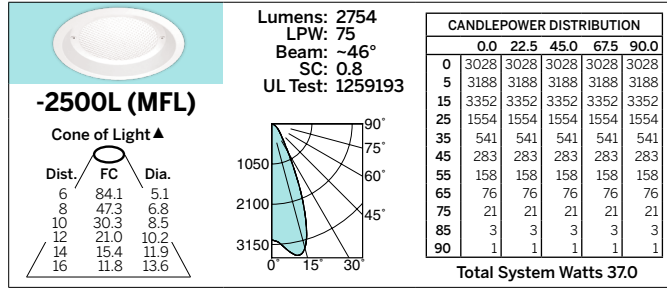 -2500L (MFL)
Cone of Light▲
Dist. FC Dia.
6 84.1 5.1
8 47.3 6.8
10 30.3 8.5
12 21.0 10.2
14 15.4 11.9
16 11.8 13.6
Lumens: 2754
LPW: 75
Beam: ~46°
SC: 0.8
UL Test: 1259193
90°
75°
60°
45°
1050
2100
3150
0° 15° 30°
CANDLEPOWER DISTRIBUTION
0.0 22.5 45.0 67.5 90.0
0 3028 3028 3028 3028 3028
5 3188 3188 3188 3188 3188
15 3352 3352 3352 3352 3352
25 1554 1554 1554 1554 1554
35 541 541 541 541 541
45 283 283 283 283 283
55 158 158 158 158 158
65 76 76 76 76 76
75 21 21 21 21 21
85 3 3 3 3 3
90 1 1 1 1 1
Total System Watts 37.0